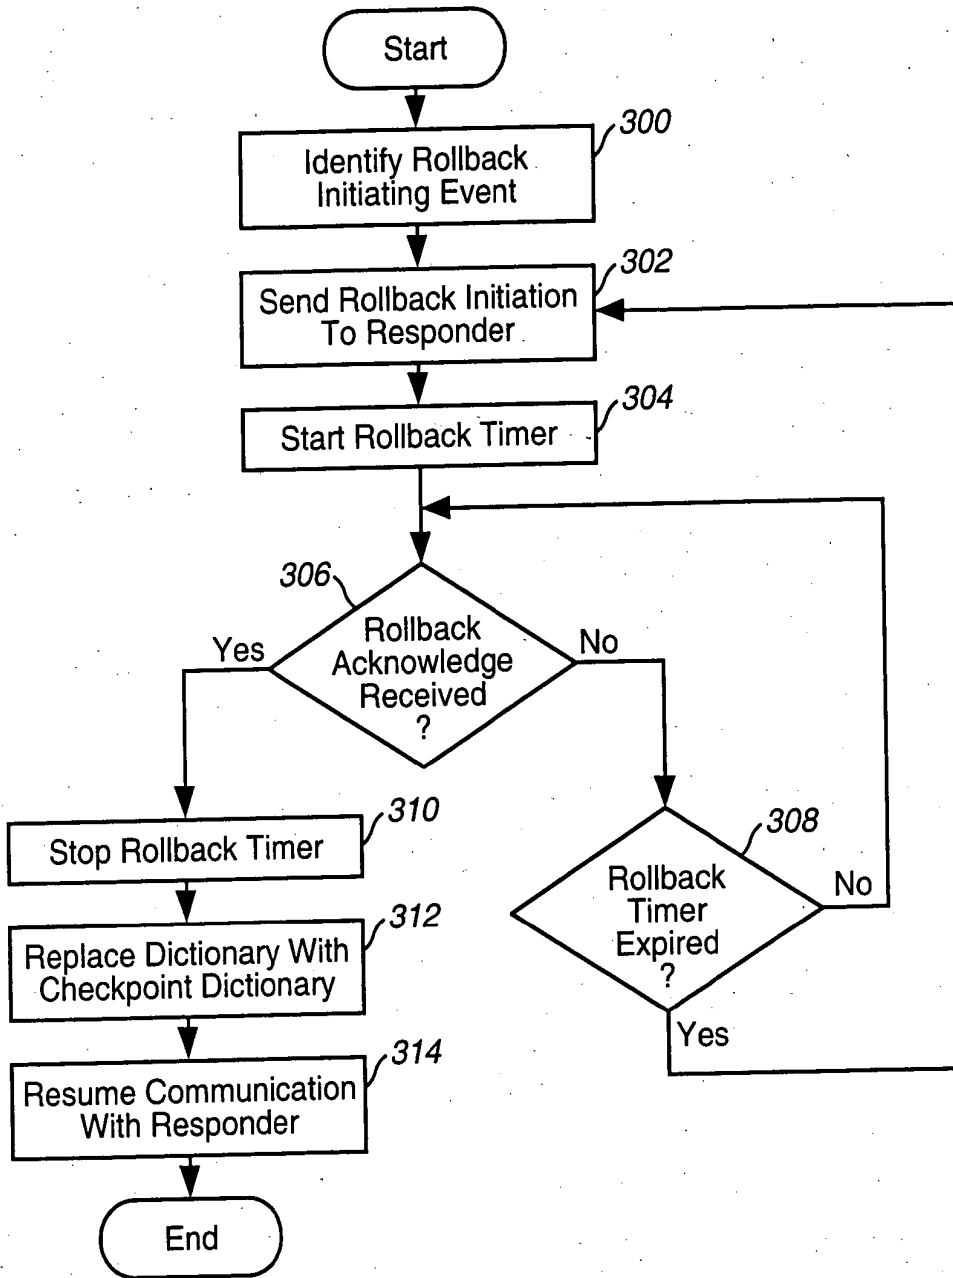 Start
300
Identify Rollback
Initiating Event
302
Send Rollback Initiation
To Responder
304
Start Rollback Timer
306
Yes
Rollback
Acknowledge
Received
?
No
310
Stop Rollback Timer
308
Rollback
Timer
Expired
?
No
Yes
312
Replace Dictionary With
Checkpoint Dictionary
314
Resume Communication
With Responder
End